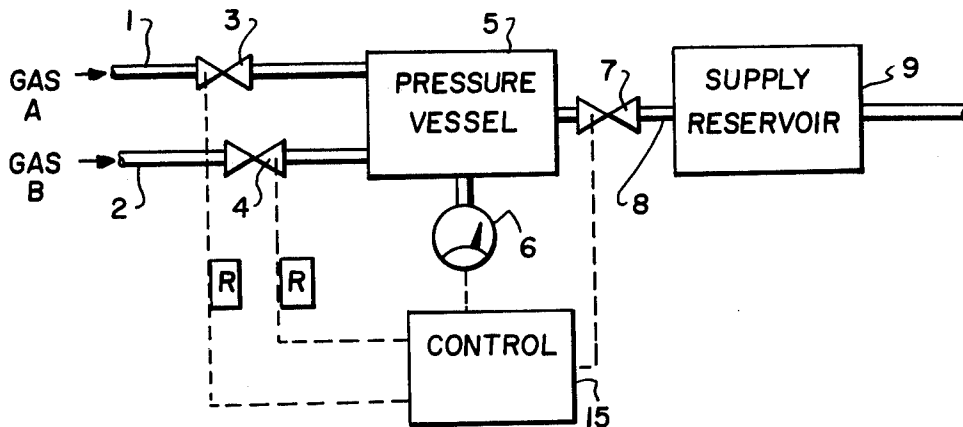 1
3
5
GAS
A
PRESSURE
VESSEL
7
SUPPLY
RESERVOIR
9
GAS
B
2
4
6
8
R
R
CONTROL
15